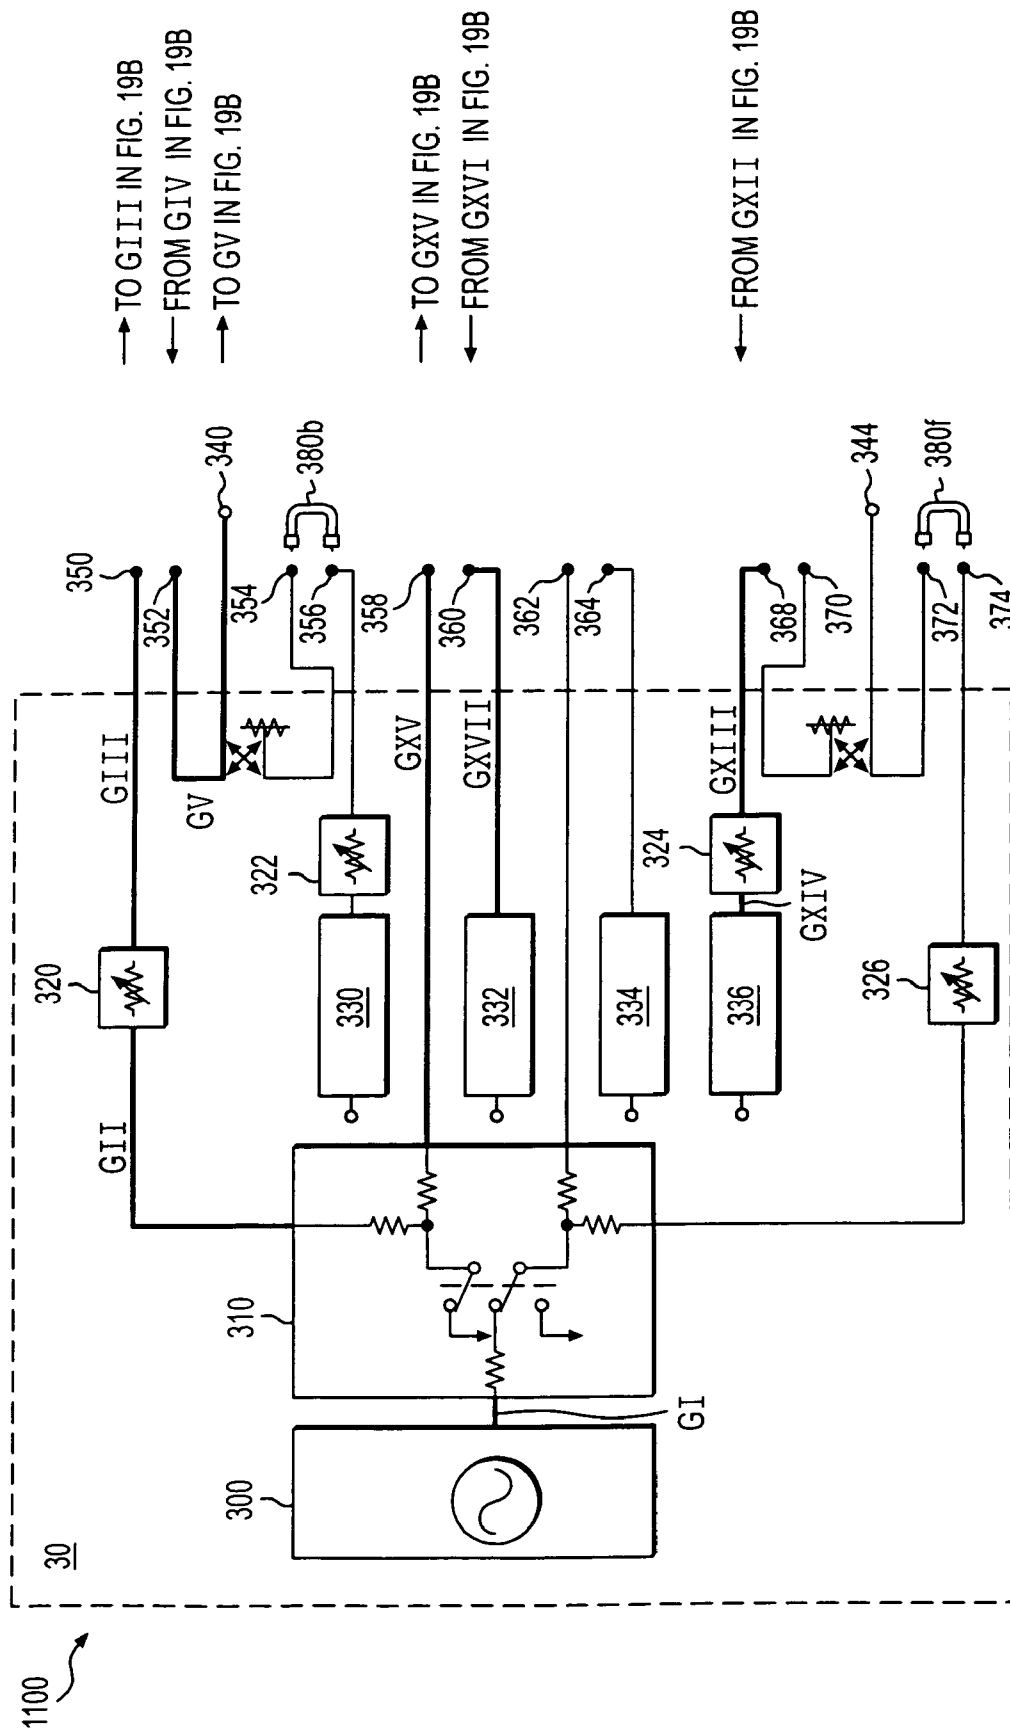 1100
30
300
310
GI
GII
320
GIII
350
→ TO GIII IN FIG. 19B
352
← FROM GIV IN FIG. 19B
GV
340
→ TO GV IN FIG. 19B
354
356
380b
322
330
358
GXV
→ TO GXV IN FIG. 19B
360
GXVII
← FROM GXVI IN FIG. 19B
332
362
364
334
336
GXIV
324
GXIII
368
← FROM GXII IN FIG. 19B
370
344
372
374
380f
326